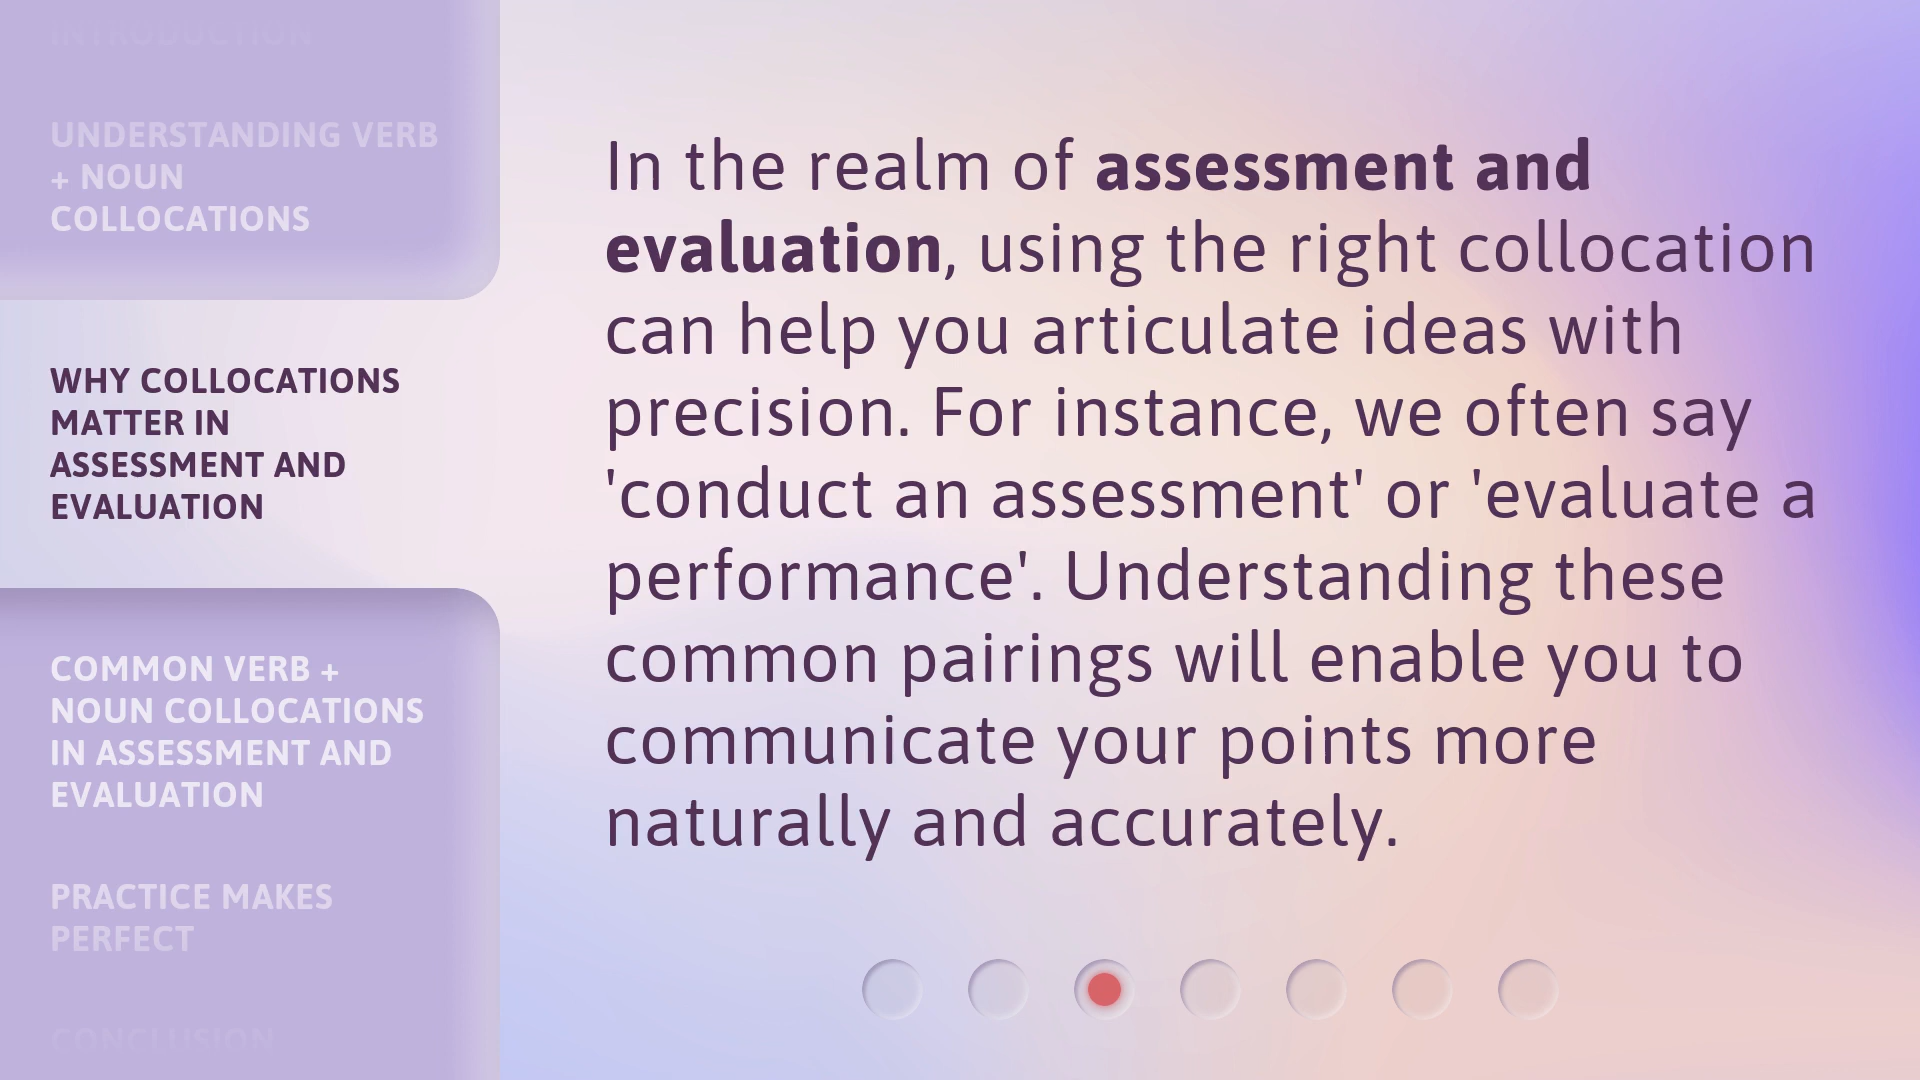 INTRODUCTION
UNDERSTANDING VERB
+ NOUN
COLLOCATIONS
WHY COLLOCATIONS
MATTER IN
ASSESSMENT AND
EVALUATION
COMMON VERB +
NOUN COLLOCATIONS
IN ASSESSMENT AND
EVALUATION
PRACTICE MAKES
PERFECT
CONCLUSION
In the realm of assessment and
evaluation, using the right collocation
can help you articulate ideas with
precision. For instance, we often say
'conduct an assessment' or 'evaluate a
performance'. Understanding these
common pairings will enable you to
communicate your points more
naturally and accurately.